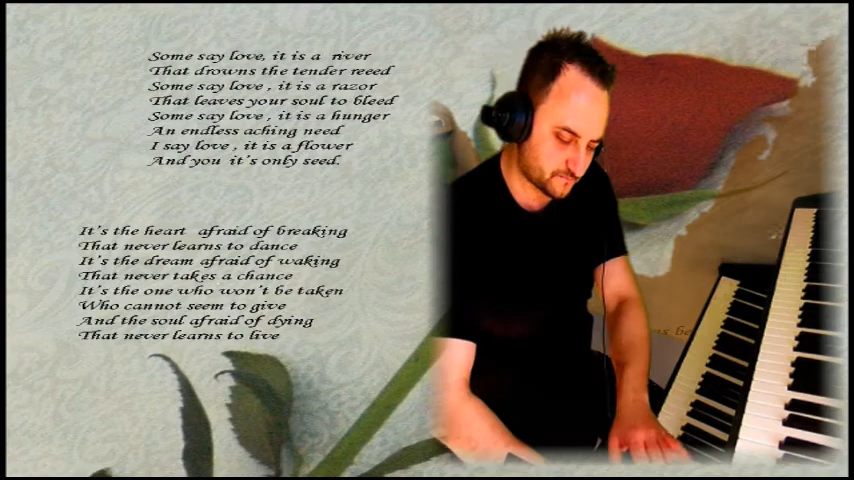 Some say love, it is a river
That drowns the tender reeed
Some say love , it is a razor
That leaves your soul to bleed
Some say love , it is a hunger
An endless aching need
I say love , it is a flower
And you it's only seed.
It's the heart afraid of breaking
That never learns to dance
It's the dream afraid of waking
That never takes a chance
It's the one who won't be taken
Who cannot seem to give
And the soul afraid of dying
That never learns to live